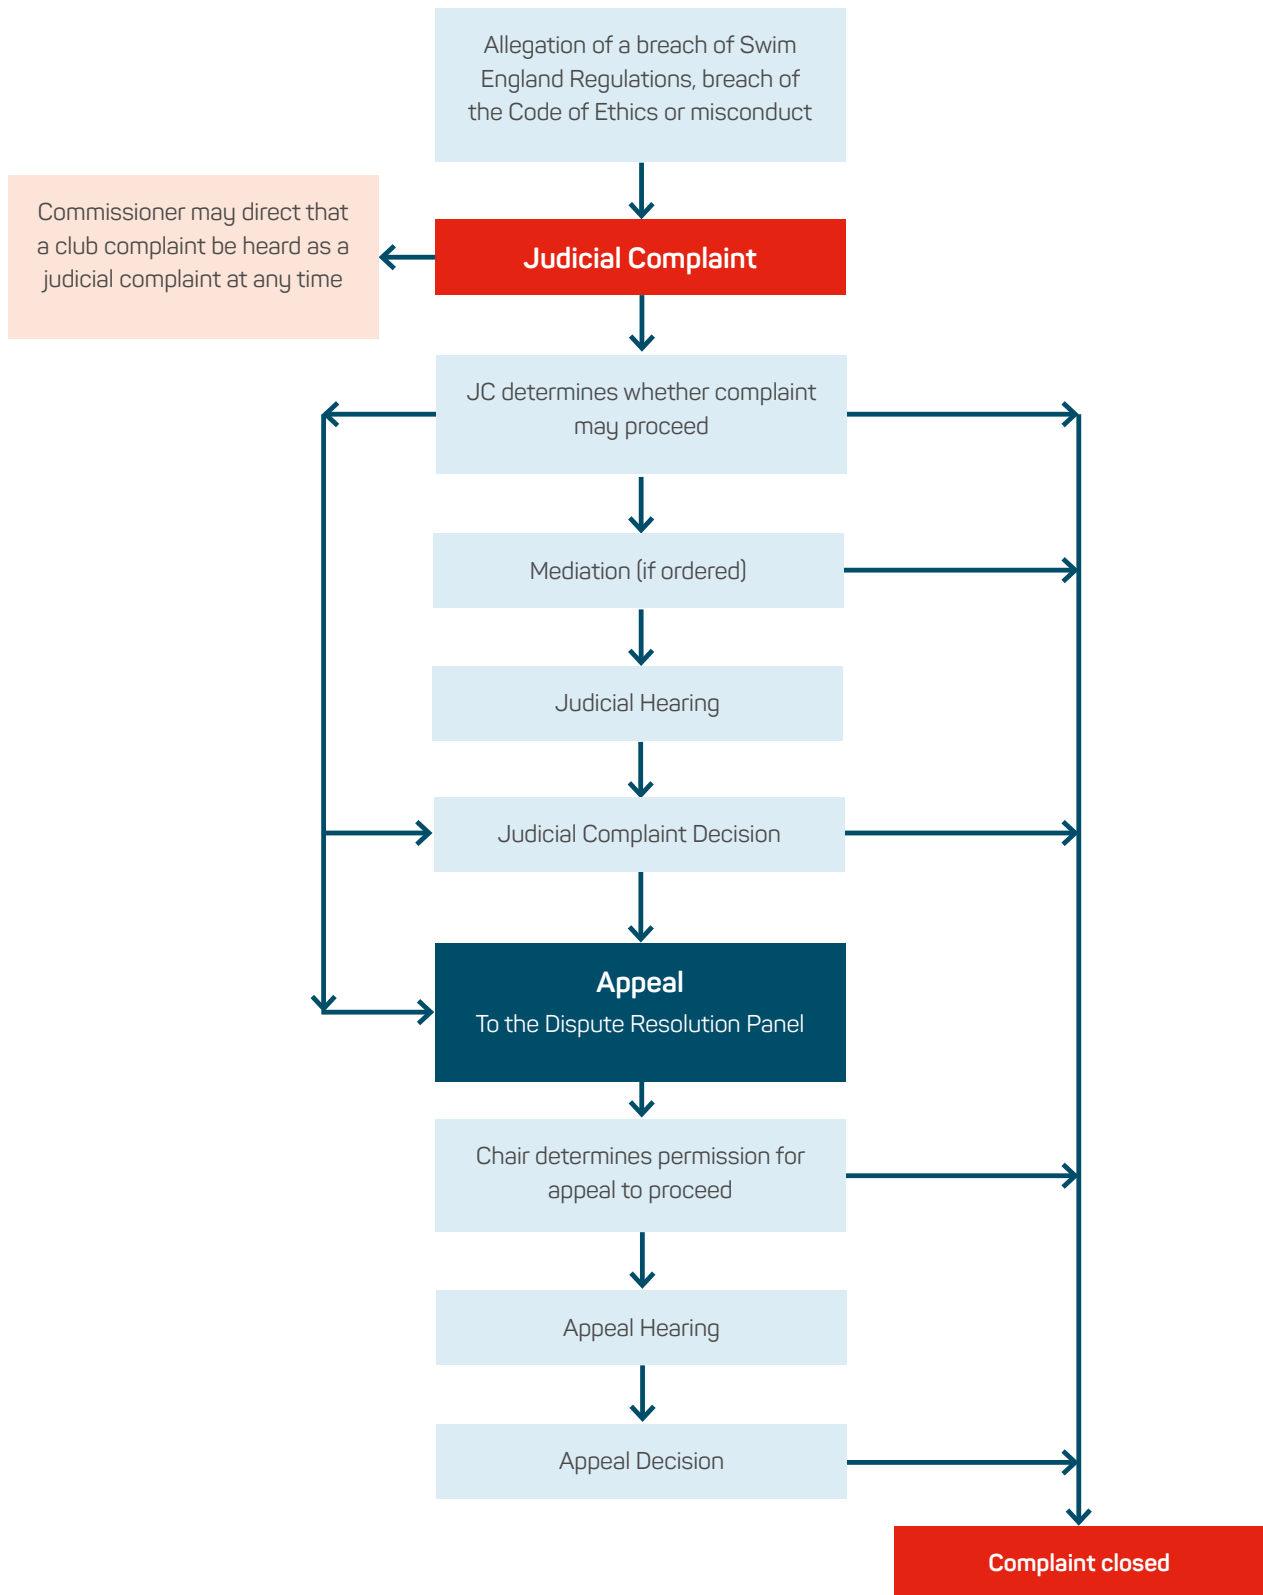 Allegation of a breach of Swim
England Regulations, breach of
the Code of Ethics or misconduct
Commissioner may direct that
a club complaint be heard as a
judicial complaint at any time
Judicial Complaint
JC determines whether complaint
may proceed
Mediation (if ordered)
Judicial Hearing
Judicial Complaint Decision
Appeal
To the Dispute Resolution Panel
Chair determines permission for
appeal to proceed
Appeal Hearing
Appeal Decision
Complaint closed